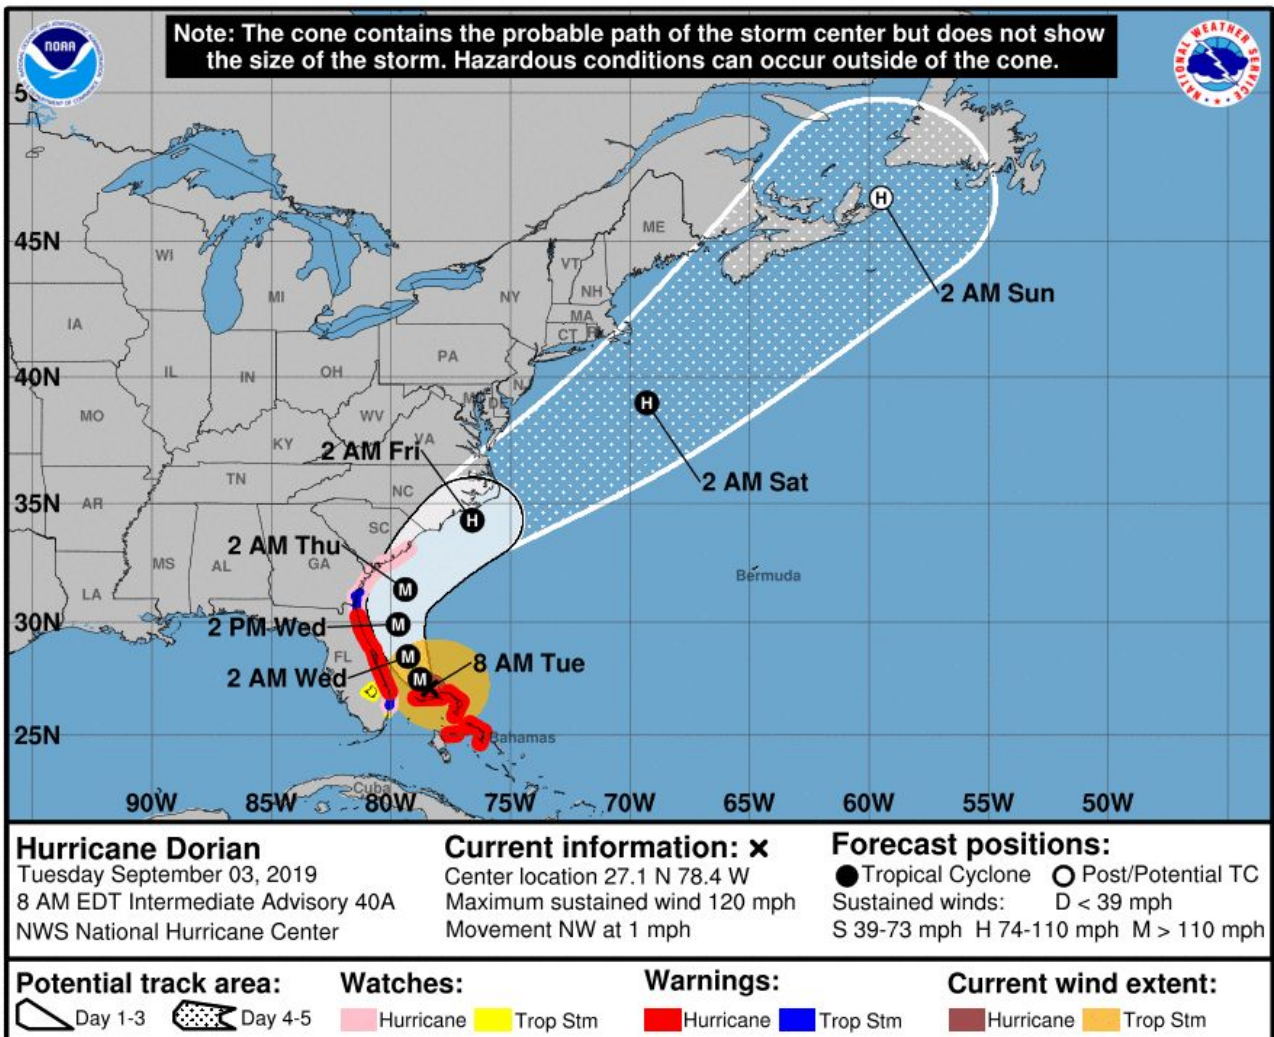 Note: The cone contains the probable path of the storm center but does not show
the size of the storm. Hazardous conditions can occur outside of the cone.
NOAA
NATIONAL WEATHER SERVICE
45N
40N
35N
30N
25N
90W
85W
80W
75W
70W
65W
60W
55W
50W
WI
MI
IA
IL
IN
OH
PA
NY
VT
NH
ME
MA
CT
MO
KY
WV
VA
DE
TN
NC
AR
SC
MS
AL
GA
LA
FL
Bermuda
Bahamas
Cuba
2 AM Sun
2 AM Sat
2 AM Fri
2 AM Thu
2 PM Wed
2 AM Wed
8 AM Tue
H
H
H
M
M
M
M
Hurricane Dorian
Tuesday September 03, 2019
8 AM EDT Intermediate Advisory 40A
NWS National Hurricane Center
Current information: x
Center location 27.1 N 78.4 W
Maximum sustained wind 120 mph
Movement NW at 1 mph
Forecast positions:
Tropical Cyclone Post/Potential TC
Sustained winds: D < 39 mph
S 39-73 mph H 74-110 mph M > 110 mph
Potential track area:
Day 1-3 Day 4-5
Watches:
Hurricane Trop Stm
Warnings:
Hurricane Trop Stm
Current wind extent:
Hurricane Trop Stm